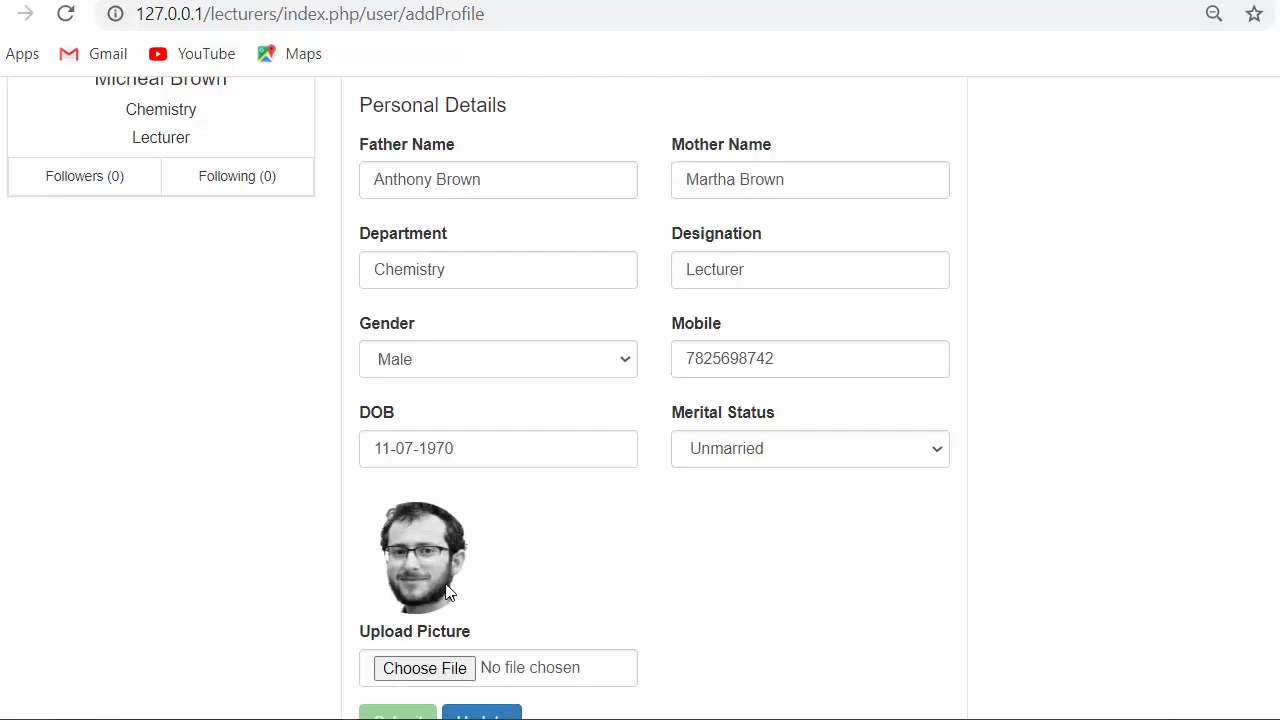 127.0.0.1/lecturers/index.php/user/addProfile
Apps Gmail YouTube Maps
Micheal Brown
Chemistry
Lecturer
Followers (0) Following (0)
Personal Details
Father Name Mother Name
Anthony Brown Martha Brown
Department Designation
Chemistry Lecturer
Gender Mobile
Male 7825698742
DOB Merital Status
11-07-1970 Unmarried
Upload Picture
Choose File No file chosen